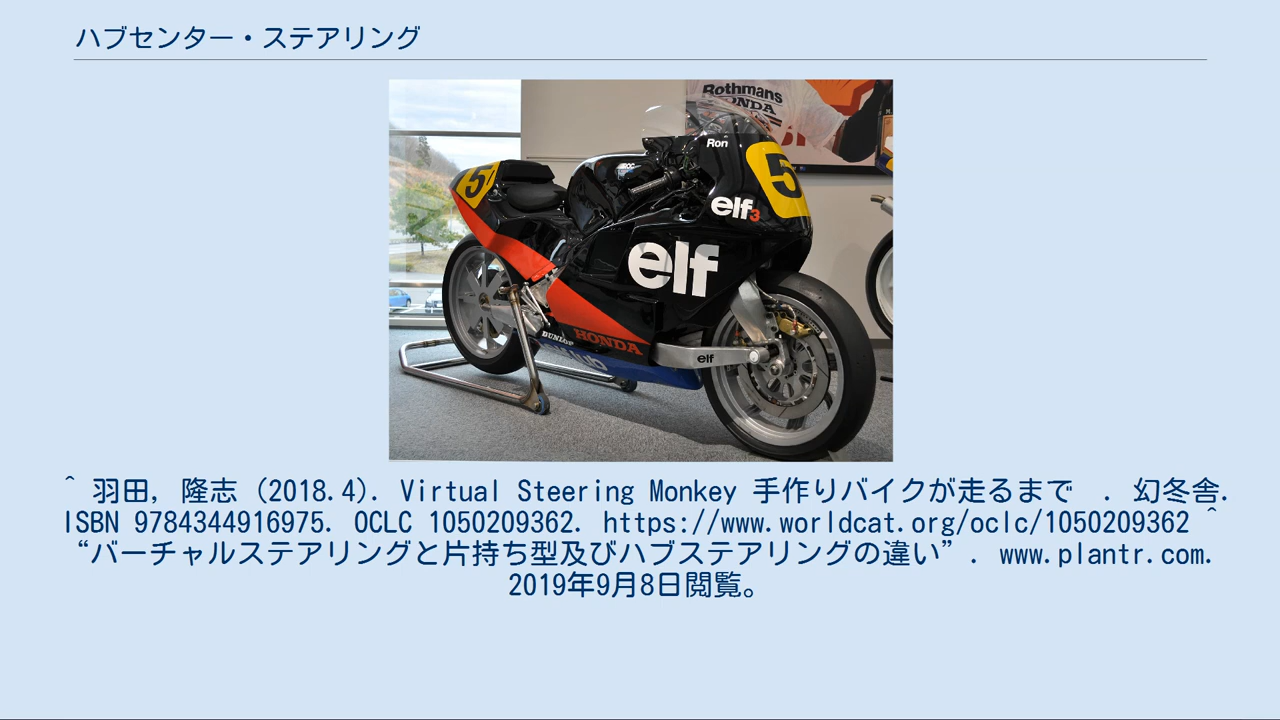 ハブセンター・ステアリング
Rothmans
HONDA
Ron
5
5
elf3
elf
DUNLOP
HONDA
elf
^ 羽田, 隆志 (2018.4). Virtual Steering Monkey 手作りバイクが走るまで . 幻冬舎.
ISBN 9784344916975. OCLC 1050209362. https://www.worldcat.org/oclc/1050209362 ^
“バーチャルステアリングと片持ち型及びハブステアリングの違い”. www.plantr.com.
2019年9月8日閲覧。